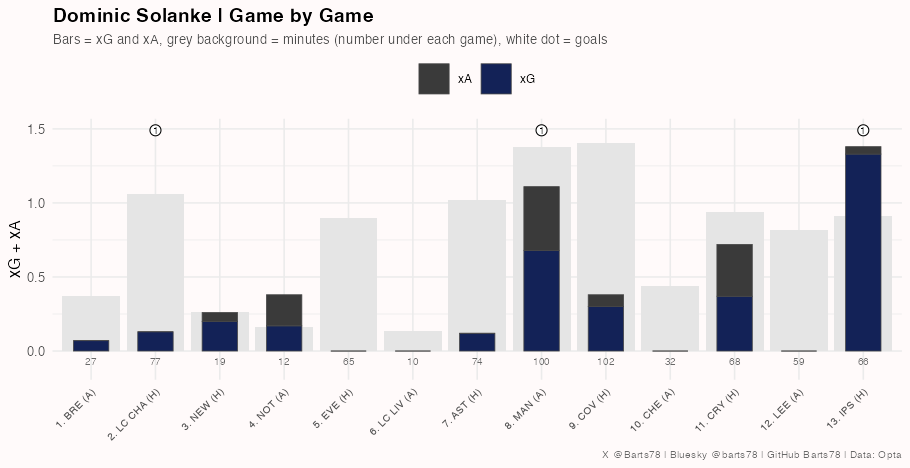 Dominic Solanke | Game by Game
Bars = xG and xA, grey background = minutes (number under each game), white dot = goals
xA xG
1 1 1
1.5
1.0
0.5
0.0
xG + xA
27 77 19 12 65 10 74 100 102 32 68 59 66
1. BRE (A)
2. LC CHA (H)
3. NEW (H)
4. NOT (A)
5. EVE (H)
6. LC LIV (A)
7. AST (H)
8. MAN (A)
9. COV (H)
10. CHE (A)
11. CRY (H)
12. LEE (A)
13. IPS (H)
X @Barts78 | Bluesky @barts78 | GitHub Barts78 | Data: Opta